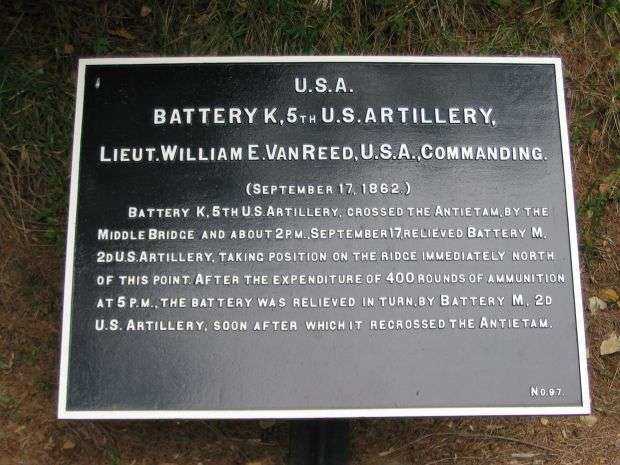 U.S.A.
BATTERY K, 5TH U.S. ARTILLERY,
LIEUT. WILLIAM E. VAN REED, U.S.A., COMMANDING.
(SEPTEMBER 17, 1862.)
BATTERY K, 5TH U.S. ARTILLERY, CROSSED THE ANTIETAM, BY THE
MIDDLE BRIDGE AND ABOUT 2 P.M., SEPTEMBER 17, RELIEVED BATTERY M,
2D U.S. ARTILLERY, TAKING POSITION ON THE RIDGE IMMEDIATELY NORTH
OF THIS POINT. AFTER THE EXPENDITURE OF 400 ROUNDS OF AMMUNITION
AT 5 P.M., THE BATTERY WAS RELIEVED IN TURN, BY BATTERY M, 2D
U.S. ARTILLERY, SOON AFTER WHICH IT RECROSSED THE ANTIETAM.
NO. 97.